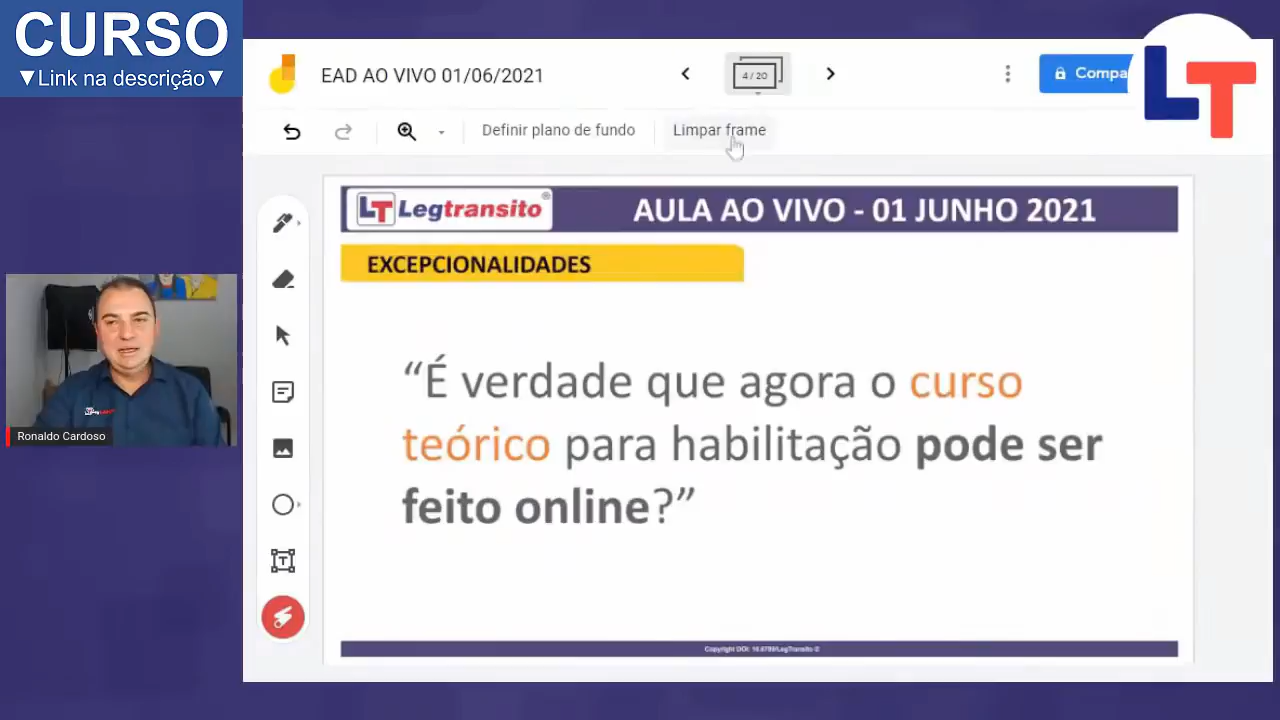 CURSO
▼Link na descrição▼
EAD AO VIVO 01/06/2021
4 / 20
Compa
LT
Definir plano de fundo
Limpar frame
LT Legtransito®
AULA AO VIVO - 01 JUNHO 2021
EXCEPCIONALIDADES
“É verdade que agora o curso
teórico para habilitação pode ser
feito online?”
Ronaldo Cardoso
T